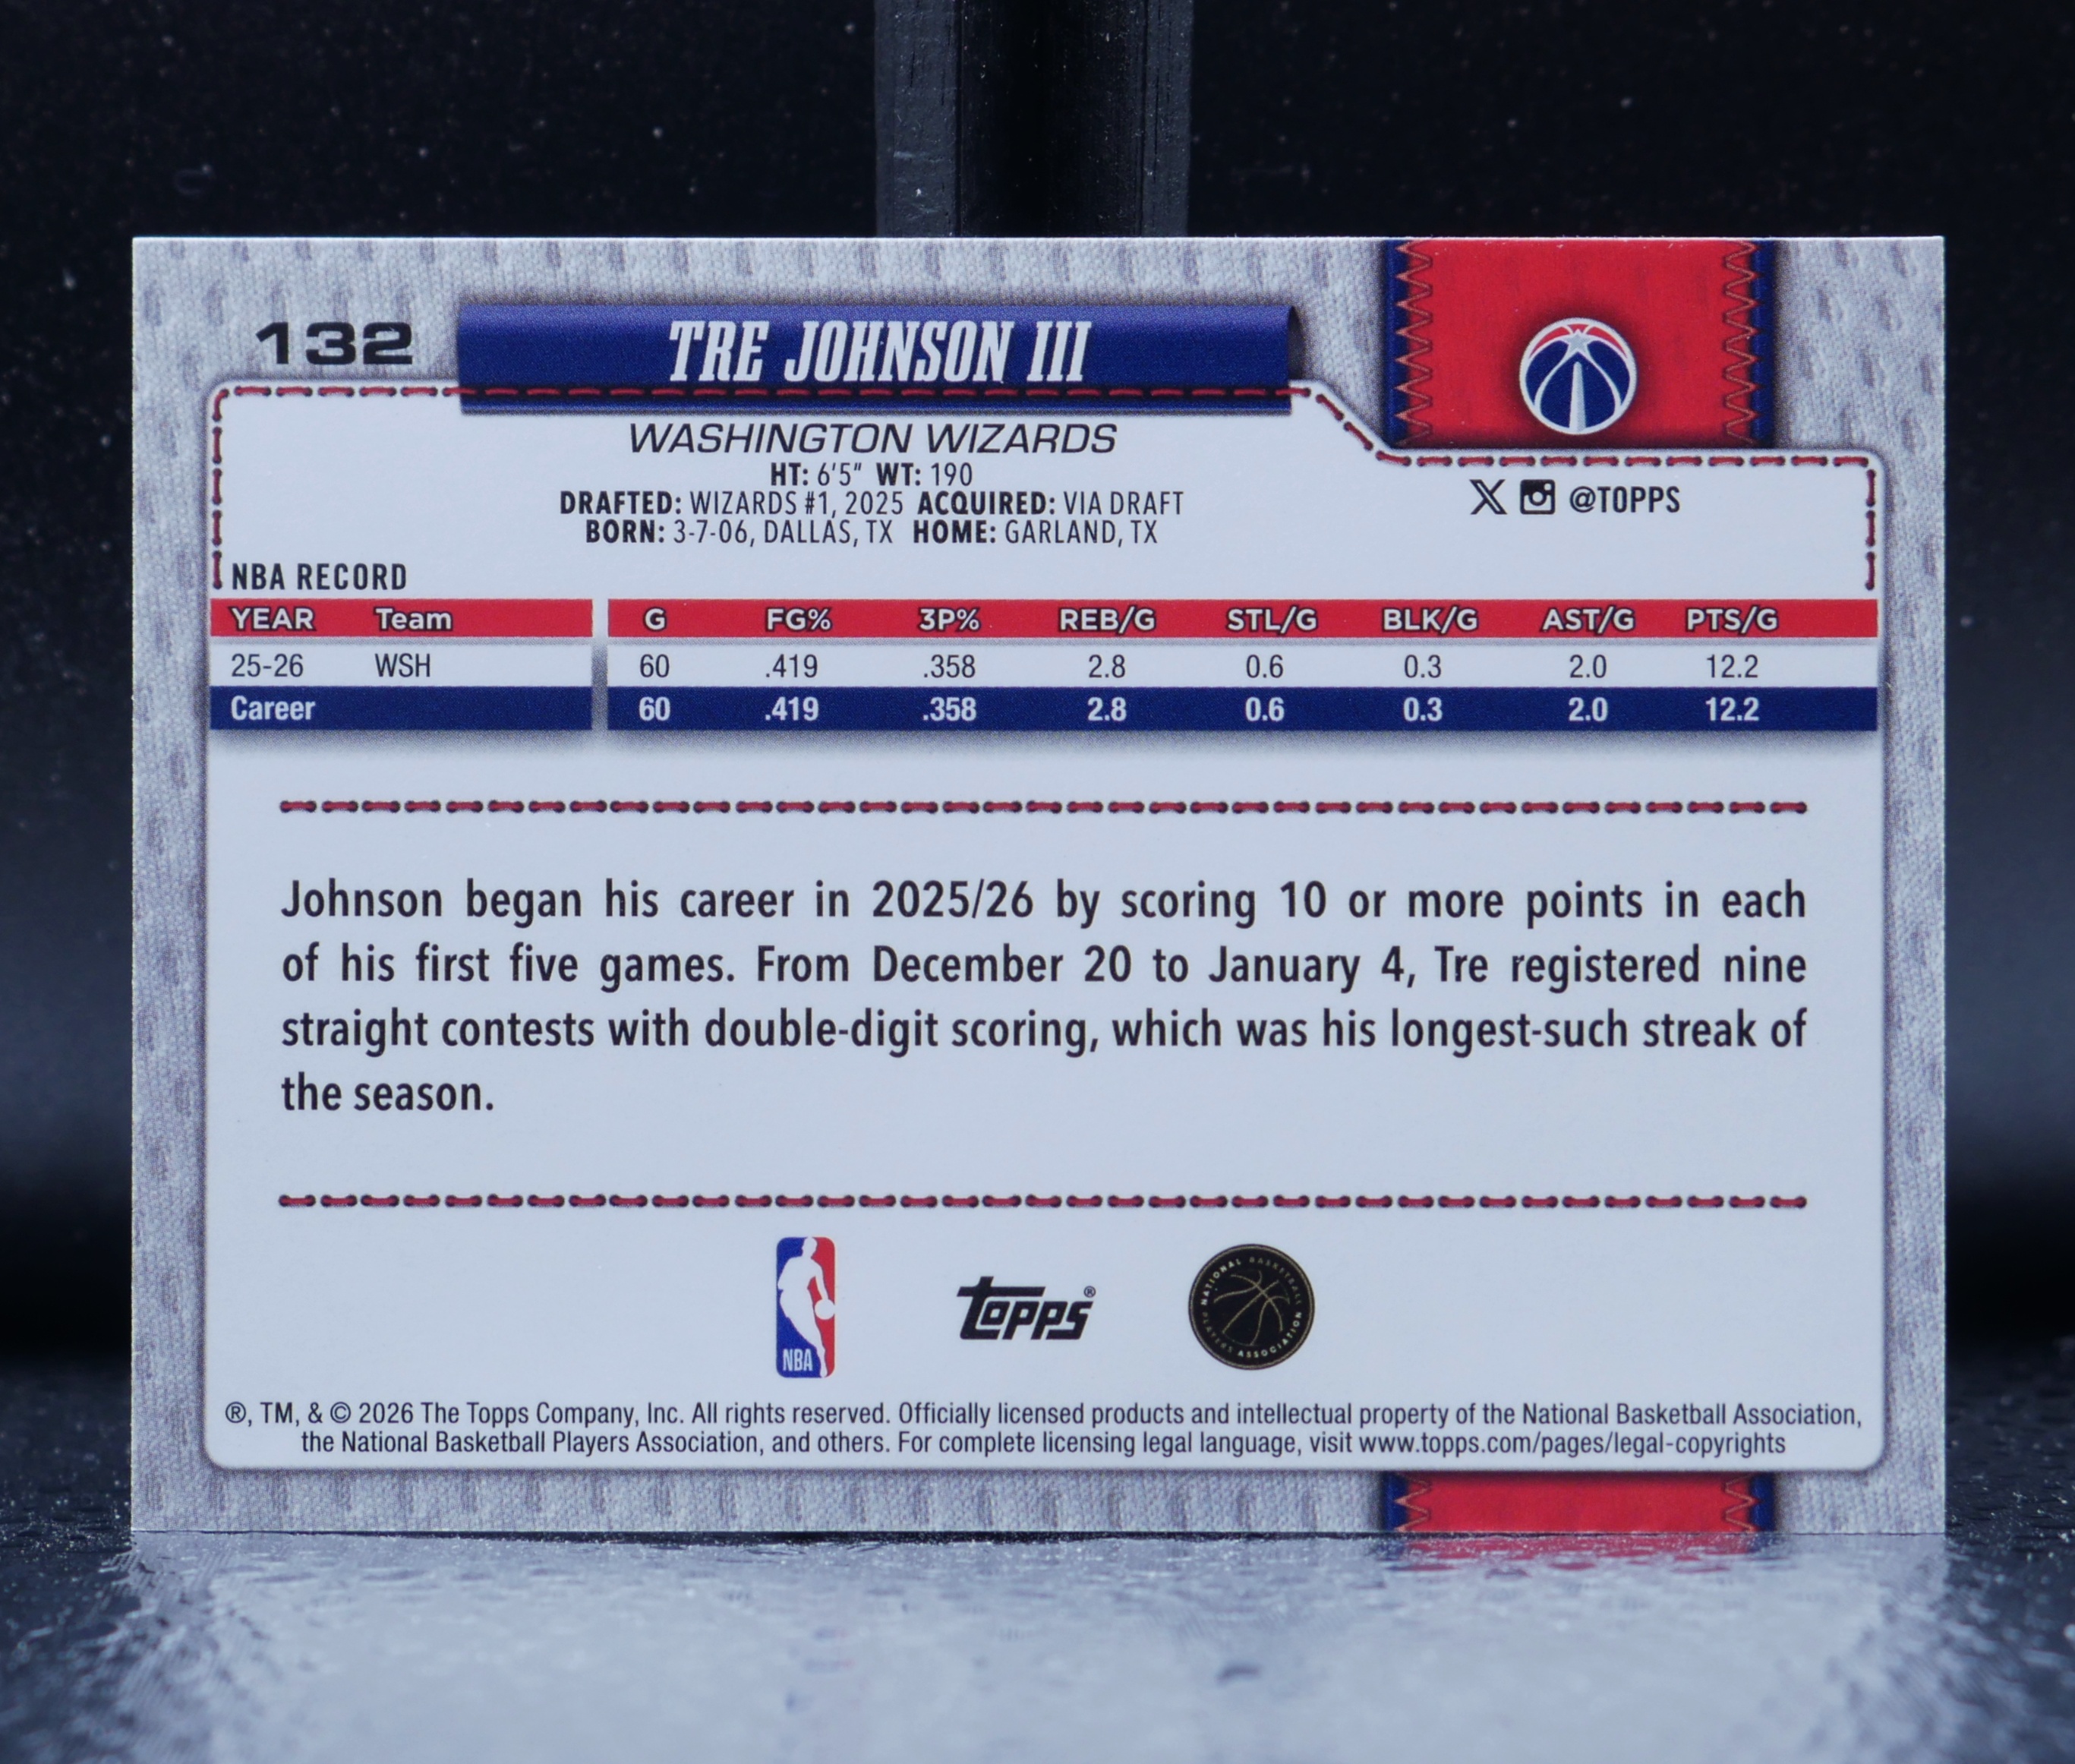 132
TRE JOHNSON III
WASHINGTON WIZARDS
HT: 6'5" WT: 190
DRAFTED: WIZARDS #1, 2025 ACQUIRED: VIA DRAFT
BORN: 3-7-06, DALLAS, TX HOME: GARLAND, TX
@TOPPS
NBA RECORD
YEAR Team G FG% 3P% REB/G STL/G BLK/G AST/G PTS/G
25-26 WSH 60 .419 .358 2.8 0.6 0.3 2.0 12.2
Career 60 .419 .358 2.8 0.6 0.3 2.0 12.2
Johnson began his career in 2025/26 by scoring 10 or more points in each
of his first five games. From December 20 to January 4, Tre registered nine
straight contests with double-digit scoring, which was his longest-such streak of
the season.
NBA
topps®
NATIONAL BASKETBALL PLAYERS ASSOCIATION
®, TM, & © 2026 The Topps Company, Inc. All rights reserved. Officially licensed products and intellectual property of the National Basketball Association,
the National Basketball Players Association, and others. For complete licensing legal language, visit www.topps.com/pages/legal-copyrights